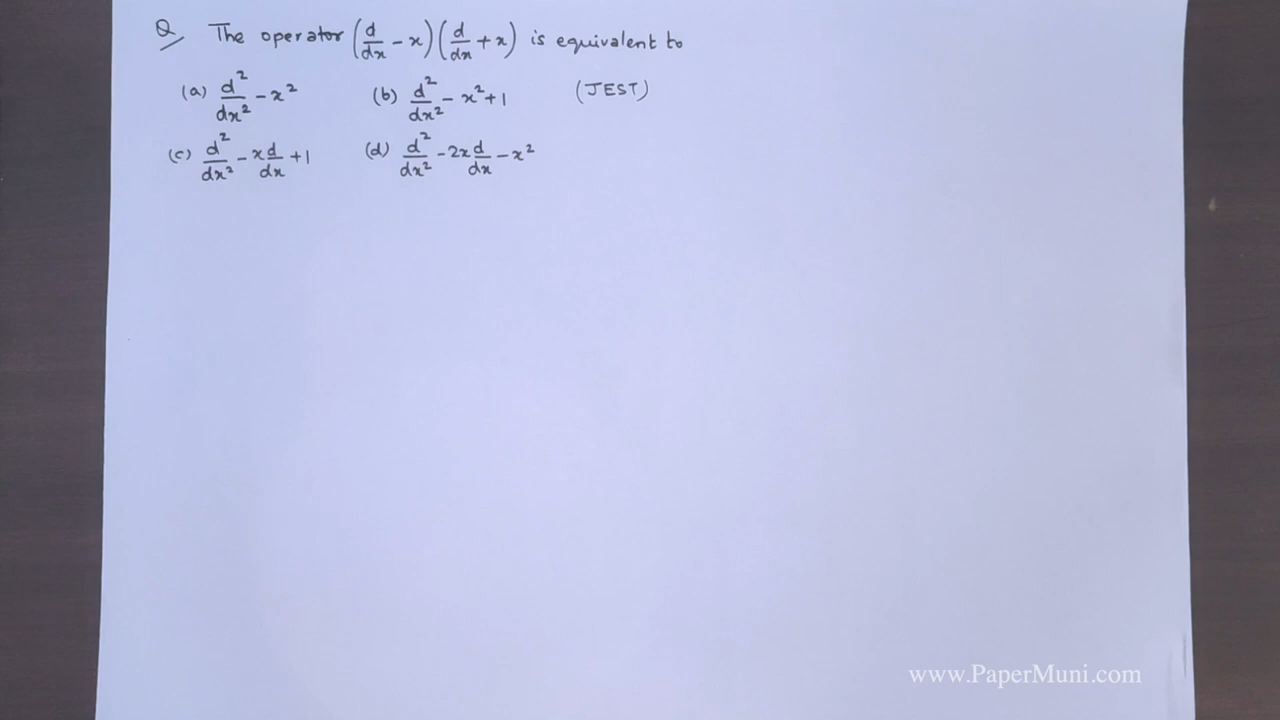 Q The operator (d/dx - x)(d/dx + x) is equivalent to
(a) d²/dx² - x² (b) d²/dx² - x² + 1 (JEST)
(c) d²/dx² - x d/dx + 1 (d) d²/dx² - 2x d/dx - x²
www.PaperMuni.com